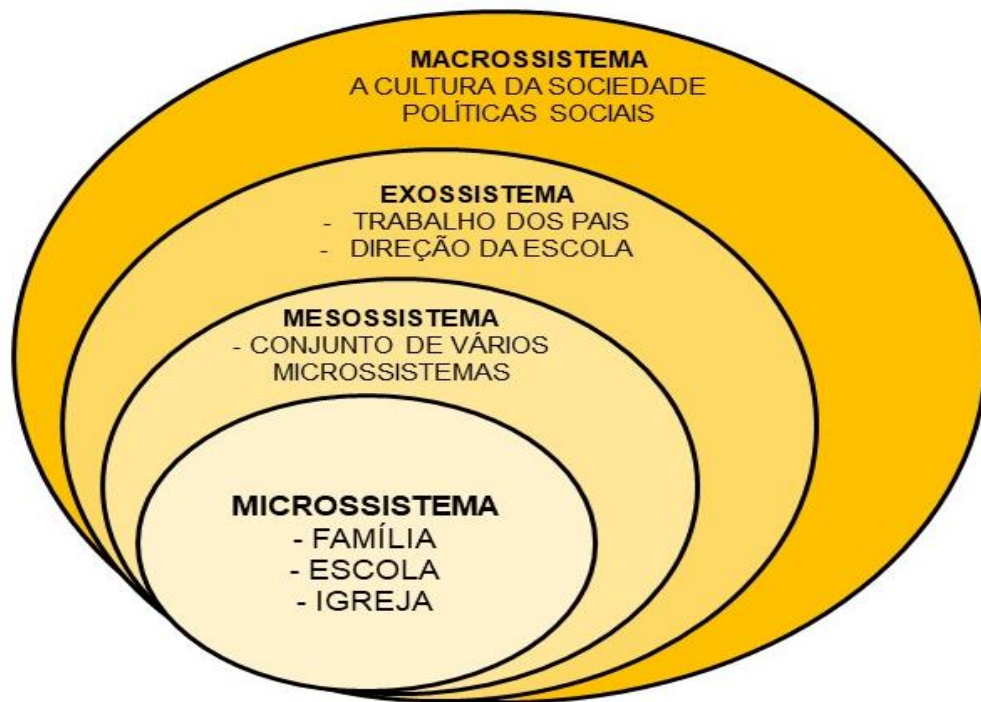 MACROSSISTEMA
A CULTURA DA SOCIEDADE
POLÍTICAS SOCIAIS
EXOSSISTEMA
- TRABALHO DOS PAIS
- DIREÇÃO DA ESCOLA
MESOSSISTEMA
- CONJUNTO DE VÁRIOS
MICROSSISTEMAS
MICROSSISTEMA
- FAMÍLIA
- ESCOLA
- IGREJA